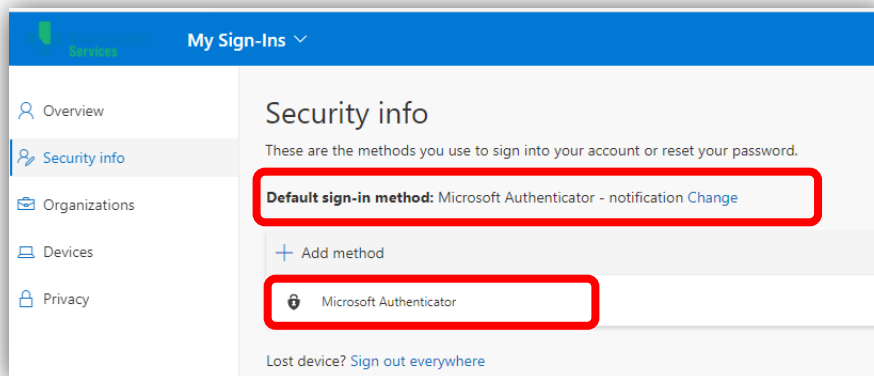 Services
My Sign-Ins
Overview
Security info
Organizations
Devices
Privacy
Security info
These are the methods you use to sign into your account or reset your password.
Default sign-in method: Microsoft Authenticator - notification Change
Add method
Microsoft Authenticator
Lost device? Sign out everywhere